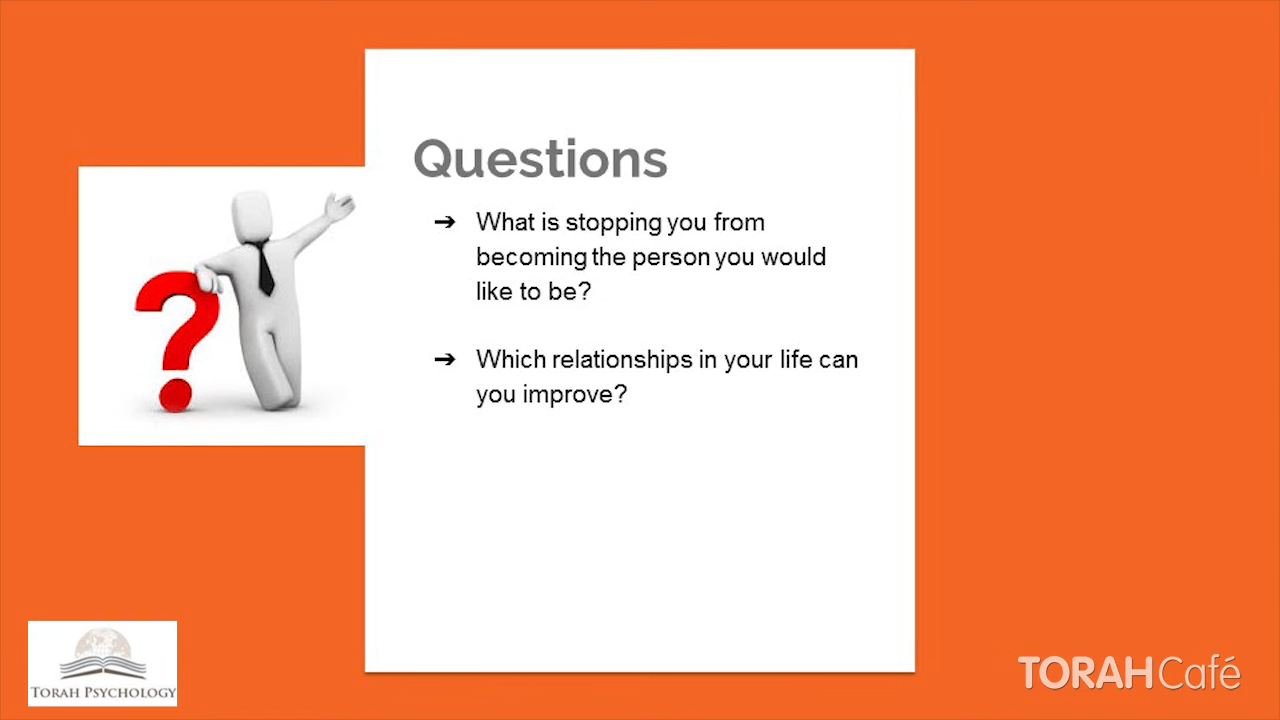 Questions
➔ What is stopping you from
becoming the person you would
like to be?
➔ Which relationships in your life can
you improve?
TORAH PSYCHOLOGY
TORAHCafé